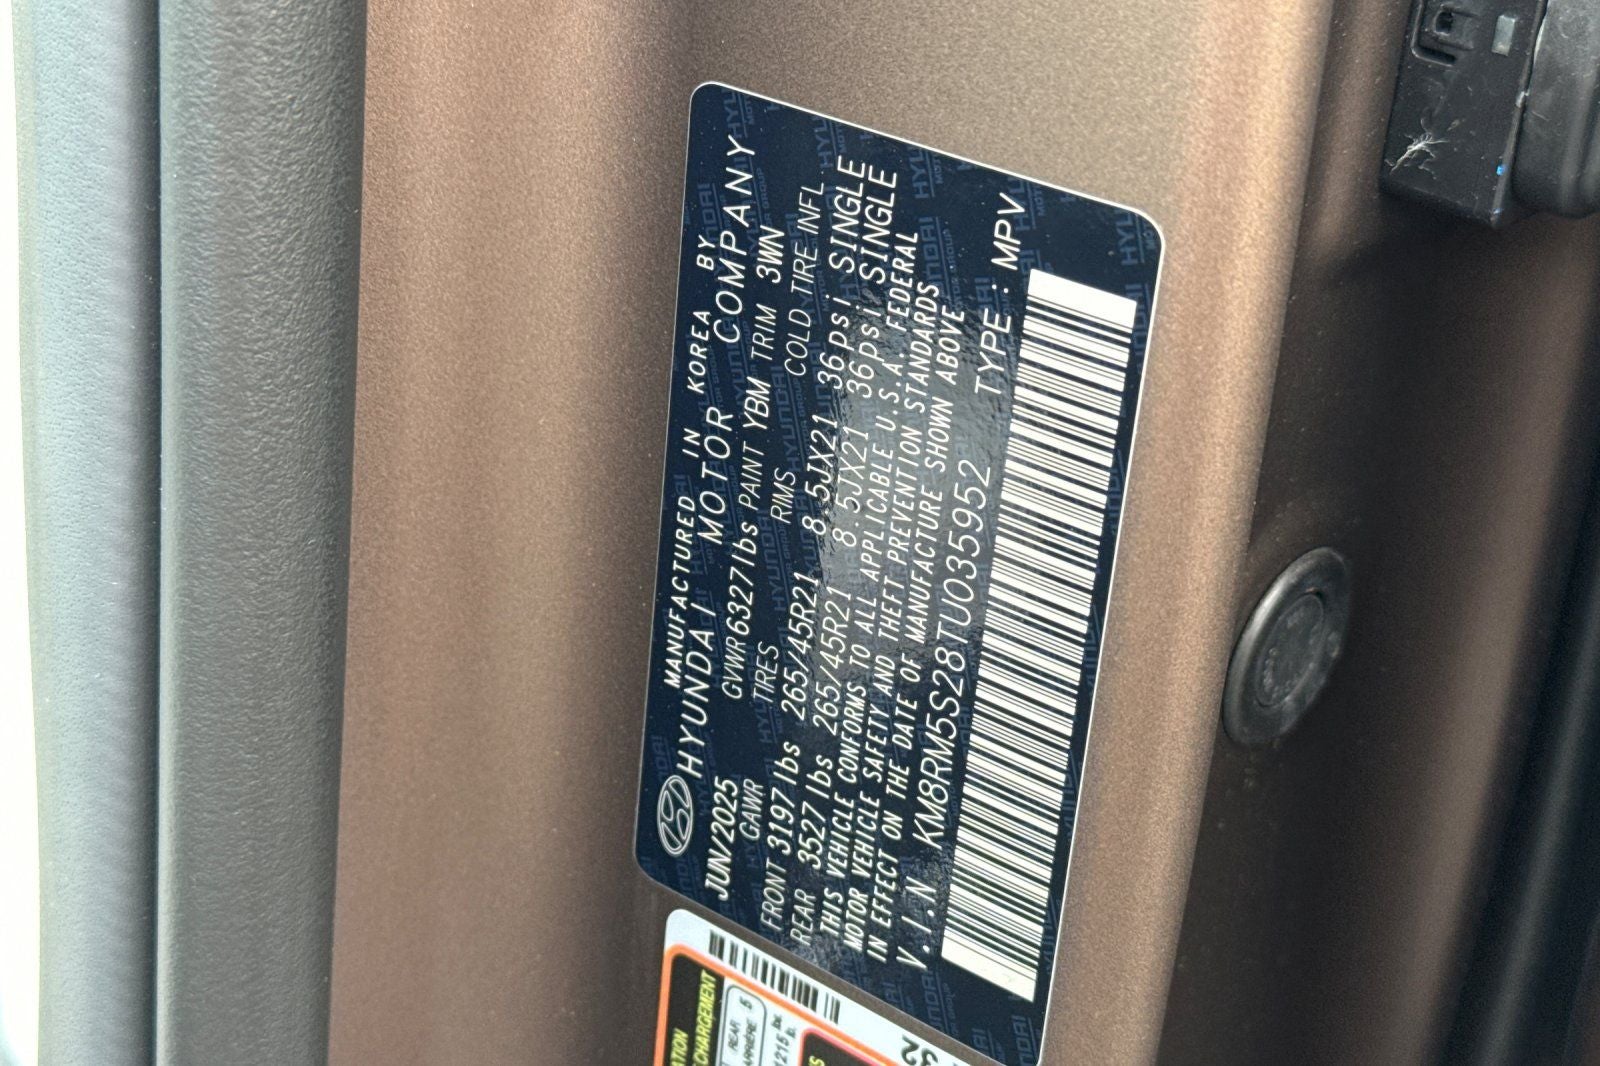 MANUFACTURED IN KOREA BY
HYUNDAI MOTOR COMPANY
JUN/2025 GVWR 6327lbs PAINT YBM TRIM 3WN
GAWR TIRES RIMS COLD TIRE INFL
FRONT 3197lbs 265/45R21 8.5JX21 36psi SINGLE
REAR 3527lbs 265/45R21 8.5JX21 36psi SINGLE
THIS VEHICLE CONFORMS TO ALL APPLICABLE U.S.A. FEDERAL
MOTOR VEHICLE SAFETY AND THEFT PREVENTION STANDARDS
IN EFFECT ON THE DATE OF MANUFACTURE SHOWN ABOVE
V.I.N KM8RM5S28TU035952 TYPE : MPV
REAR 5